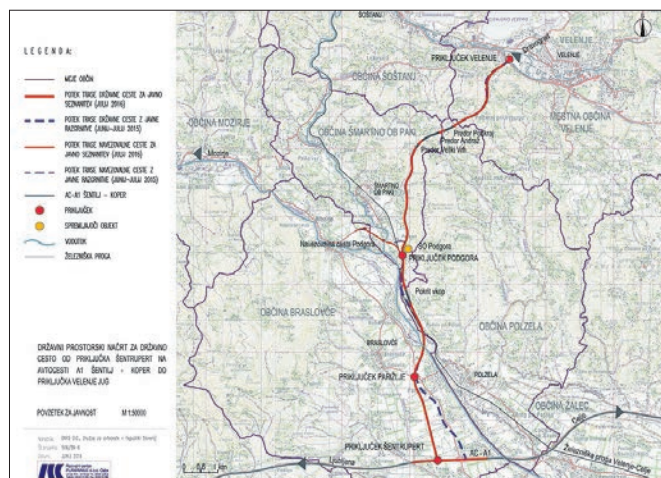 LEGENDA:
MEJE OBČIN
POTEK TRASE DRŽAVNE CESTE ZA JAVNO
SEZNANITEV (JULIJ 2016)
POTEK TRASE DRŽAVNE CESTE Z JAVNE
RAZGRNITVE (JUNIJ-JULIJ 2015)
POTEK TRASE NAVEZOVALNE CESTE ZA
JAVNO SEZNANITEV (JULIJ 2016)
POTEK TRASE NAVEZOVALNE CESTE Z
JAVNE RAZGRNITVE (JUNIJ-JULIJ 2015)
AC-A1 ŠENTILJ - KOPER
PRIKLJUČEK
SPREMLJAJOČI OBJEKT
VODOTOK
ŽELEZNIŠKA PROGA
DRŽAVNI PROSTORSKI NAČRT ZA DRŽAVNO
CESTO OD PRIKLJUČKA ŠENTRUPERT NA
AVTOCESTI A1 ŠENTILJ - KOPER DO
PRIKLJUČKA VELENJE JUG
POVZETEK ZA JAVNOST M 1:50000
ŠOŠTANJ
VELENJE
Dravograd
PRIKLJUČEK VELENJE
VELENJE
OBČINA ŠOŠTANJ
OBČINA MOZIRJE
OBČINA ŠMARTNO OB PAKI
MESTNA OBČINA
VELENJE
Mozirje
Predor Andraž
Predor Veliki Vrh
ŠMARTNO
OB PAKI
Navezovalna cesta Podgora
SO Podgora
PRIKLJUČEK PODGORA
Pokriti vkop
OBČINA BRASLOVČE
OBČINA POLZELA
BRASLOVČE
POLZELA
PRIKLJUČEK PARIŽLJE
OBČINA ŽALEC
Celje
PRIKLJUČEK ŠENTRUPERT
AC - A1
Ljubljana
Železniška proga Velenje-Celje